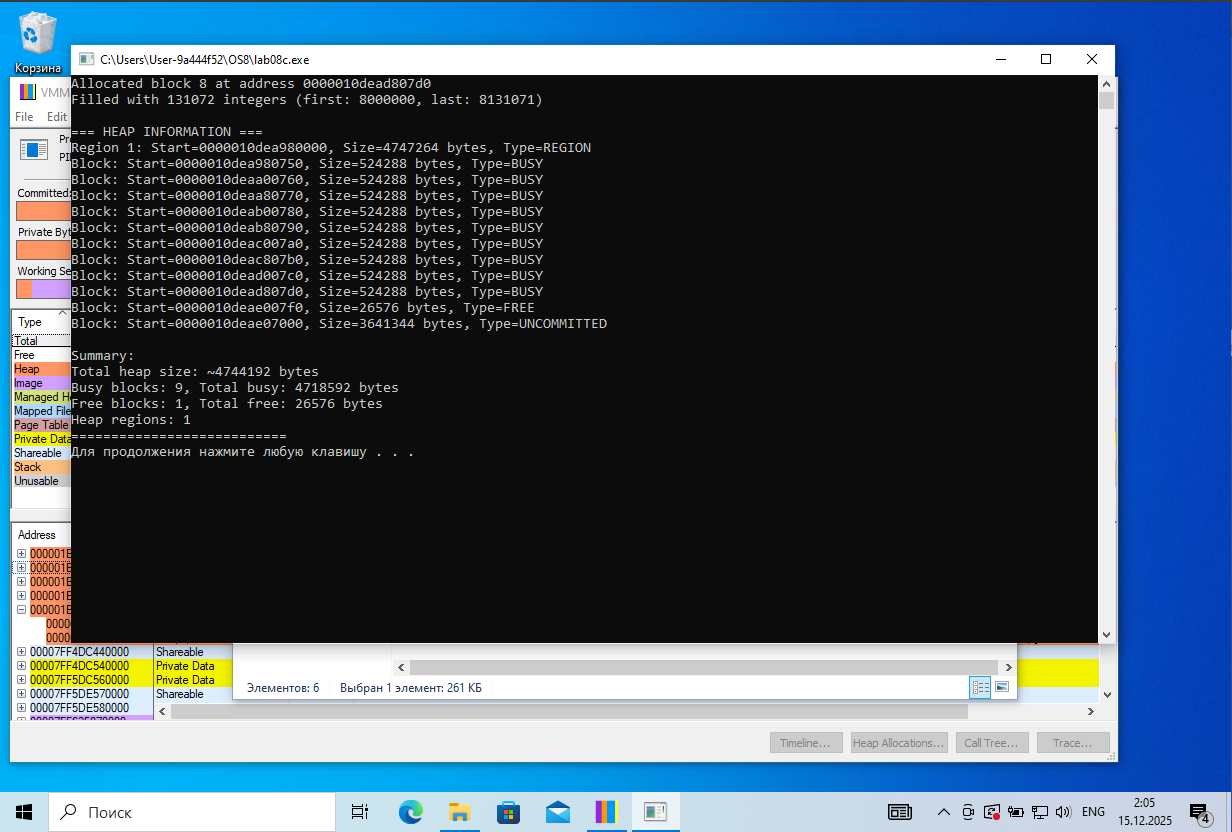 Корзина
C:\Users\User-9a444f52\OS8\lab08c.exe
Allocated block 8 at address 0000010dead807d0
Filled with 131072 integers (first: 8000000, last: 8131071)
=== HEAP INFORMATION ===
Region 1: Start=0000010dea980000, Size=4747264 bytes, Type=REGION
Block: Start=0000010dea980750, Size=524288 bytes, Type=BUSY
Block: Start=0000010deaa00760, Size=524288 bytes, Type=BUSY
Block: Start=0000010deaa80770, Size=524288 bytes, Type=BUSY
Block: Start=0000010deab00780, Size=524288 bytes, Type=BUSY
Block: Start=0000010deab80790, Size=524288 bytes, Type=BUSY
Block: Start=0000010deac007a0, Size=524288 bytes, Type=BUSY
Block: Start=0000010deac807b0, Size=524288 bytes, Type=BUSY
Block: Start=0000010dead007c0, Size=524288 bytes, Type=BUSY
Block: Start=0000010dead807d0, Size=524288 bytes, Type=BUSY
Block: Start=0000010deae007f0, Size=26576 bytes, Type=FREE
Block: Start=0000010deae07000, Size=3641344 bytes, Type=UNCOMMITTED
Summary:
Total heap size: ~4744192 bytes
Busy blocks: 9, Total busy: 4718592 bytes
Free blocks: 1, Total free: 26576 bytes
Heap regions: 1
===========================
Для продолжения нажмите любую клавишу . . .
VMM
File Edit
Committed:
Private Byt
Working Se
Type
Total
Free
Heap
Image
Managed H
Mapped File
Page Table
Private Data
Shareable
Stack
Unusable
Address
000001E
000001E
000001E
000001E
000001E
0000
0000
00007FF4DC440000 Shareable
00007FF4DC540000 Private Data
00007FF4DC560000 Private Data
00007FF5DE570000 Shareable
00007FF5DE580000
Элементов: 6 Выбран 1 элемент: 261 КБ
Timeline... Heap Allocations... Call Tree... Trace...
Поиск
ENG
2:05
15.12.2025
4